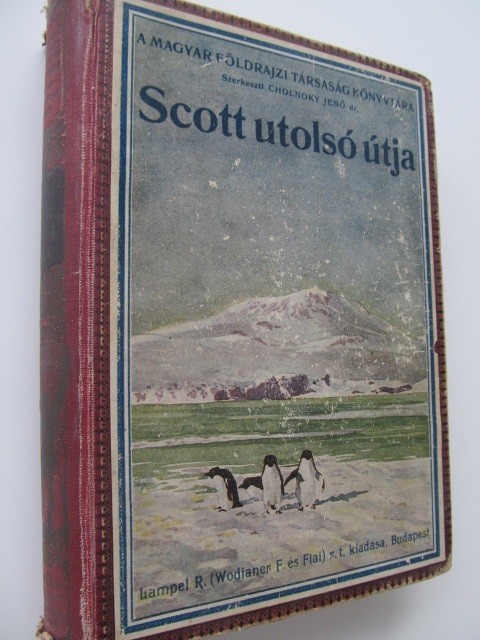 A MAGYAR FÖLDRAJZI TÁRSASÁG KÖNYVTÁRA
Szerkeszti CHOLNOKY JENŐ dr.
Scott utolsó útja
Lampel R. (Wodianer F. és Fiai) r. t. kiadása. Budapest